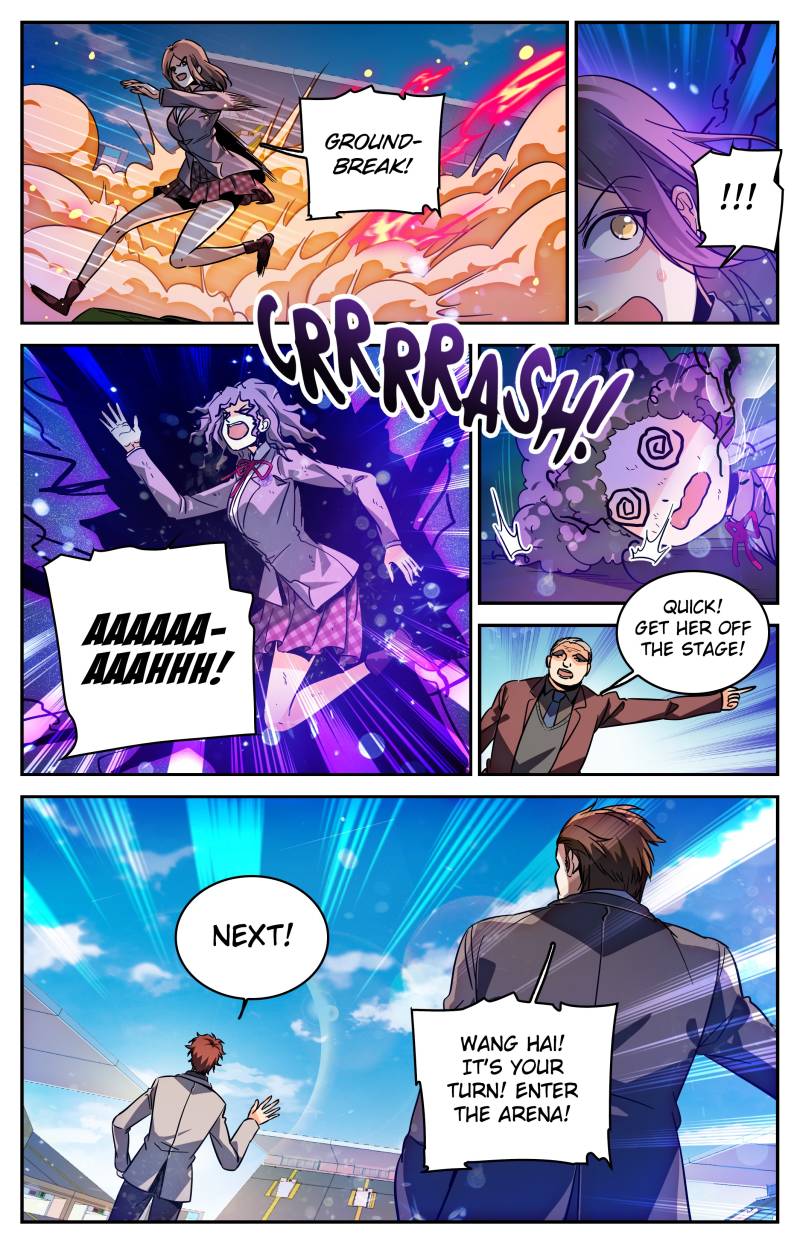 GROUND-
BREAK!
!!!
CRRRRRASH!
AAAAAA-
AAAHHH!
QUICK!
GET HER OFF
THE STAGE!
NEXT!
WANG HAI!
IT'S YOUR
TURN! ENTER
THE ARENA!